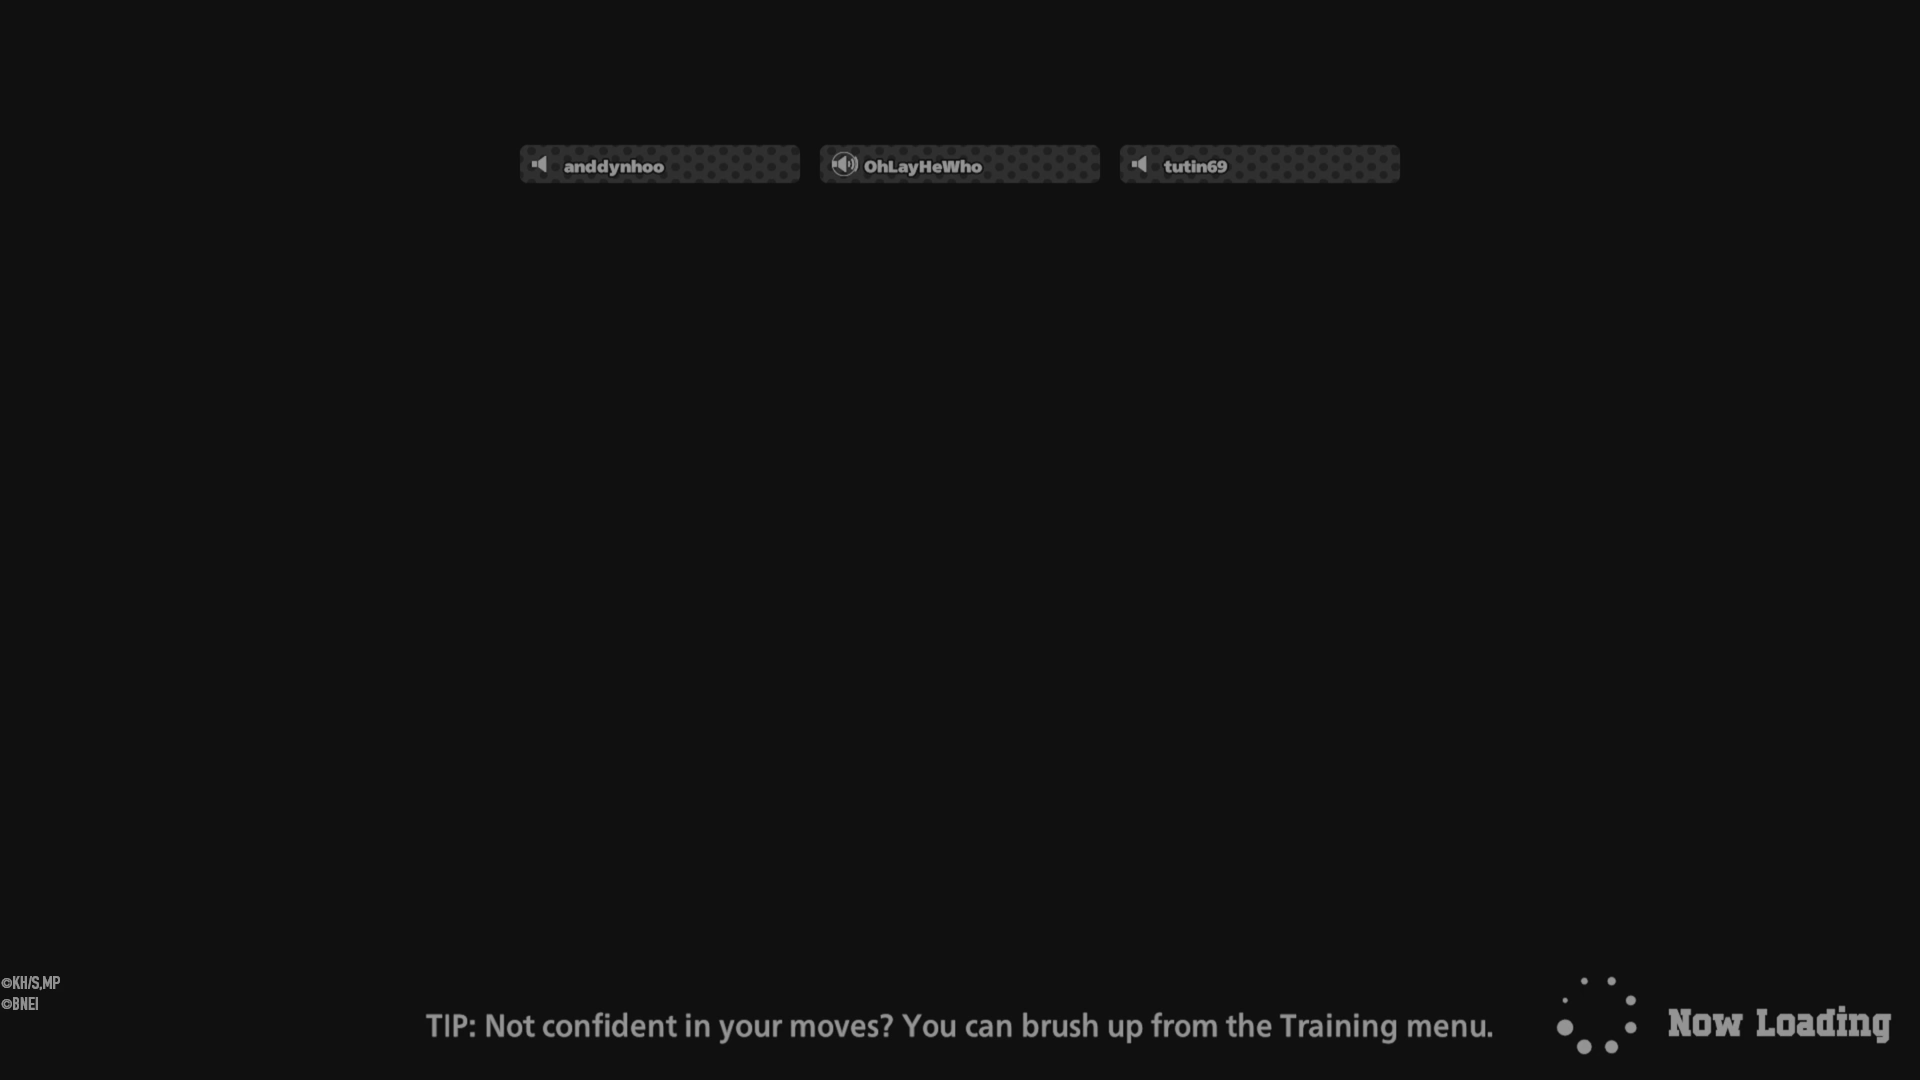 anddynhoo
OhLayHeWho
tutin69
©KH/S,MP
©BNEI
TIP: Not confident in your moves? You can brush up from the Training menu.
Now Loading